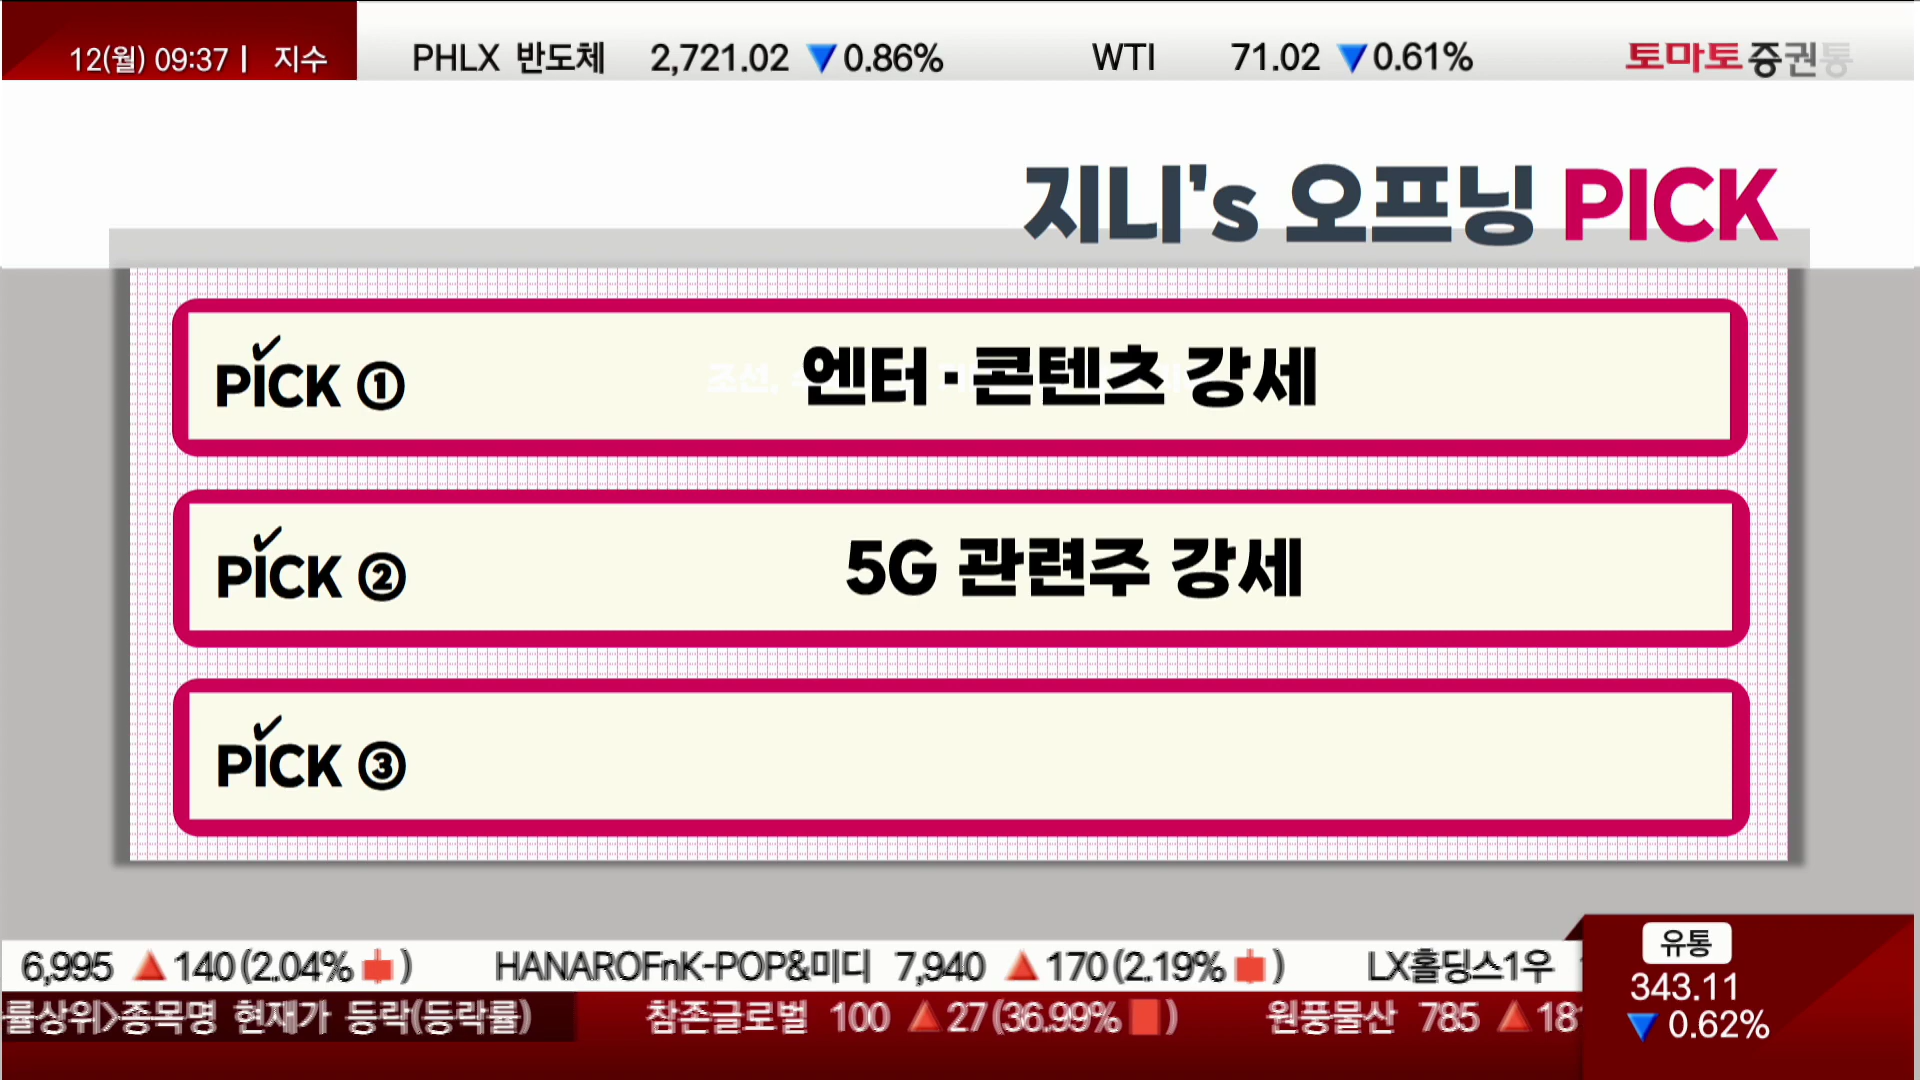 12(월) 09:37 | 지수
PHLX 반도체 2,721.02 ▼0.86% WTI 71.02 ▼0.61%
토마토증권통
지니's 오프닝 PICK
PICK ① 엔터·콘텐츠 강세
PICK ② 5G 관련주 강세
PICK ③
6,995 ▲140(2.04% ) HANAROFnK-POP&미디 7,940 ▲170(2.19% ) LX홀딩스1우
률상위>종목명 현재가 등락(등락률) 참존글로벌 100 ▲27(36.99% ) 원풍물산 785 ▲181
유통
343.11
▼ 0.62%